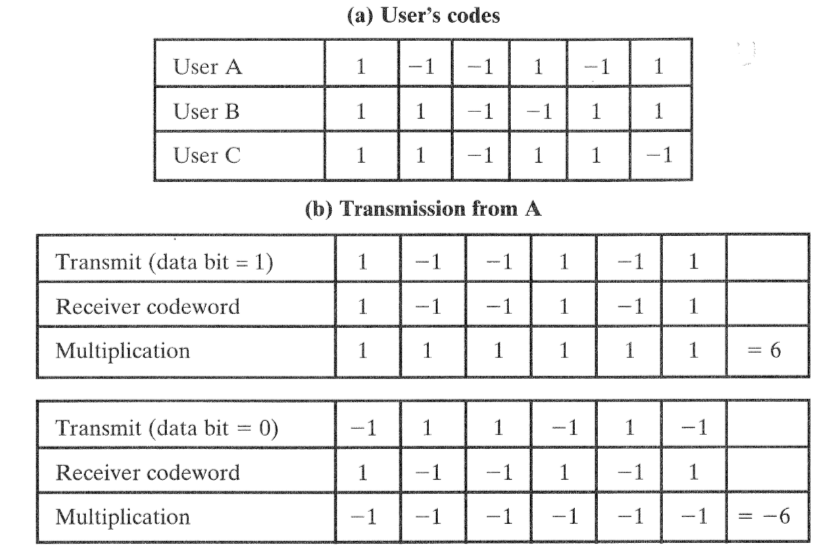 (a) User's codes
User A 1 −1 −1 1 −1 1
User B 1 1 −1 −1 1 1
User C 1 1 −1 1 1 −1
(b) Transmission from A
Transmit (data bit = 1) 1 −1 −1 1 −1 1
Receiver codeword 1 −1 −1 1 −1 1
Multiplication 1 1 1 1 1 1 = 6
Transmit (data bit = 0) −1 1 1 −1 1 −1
Receiver codeword 1 −1 −1 1 −1 1
Multiplication −1 −1 −1 −1 −1 −1 = −6